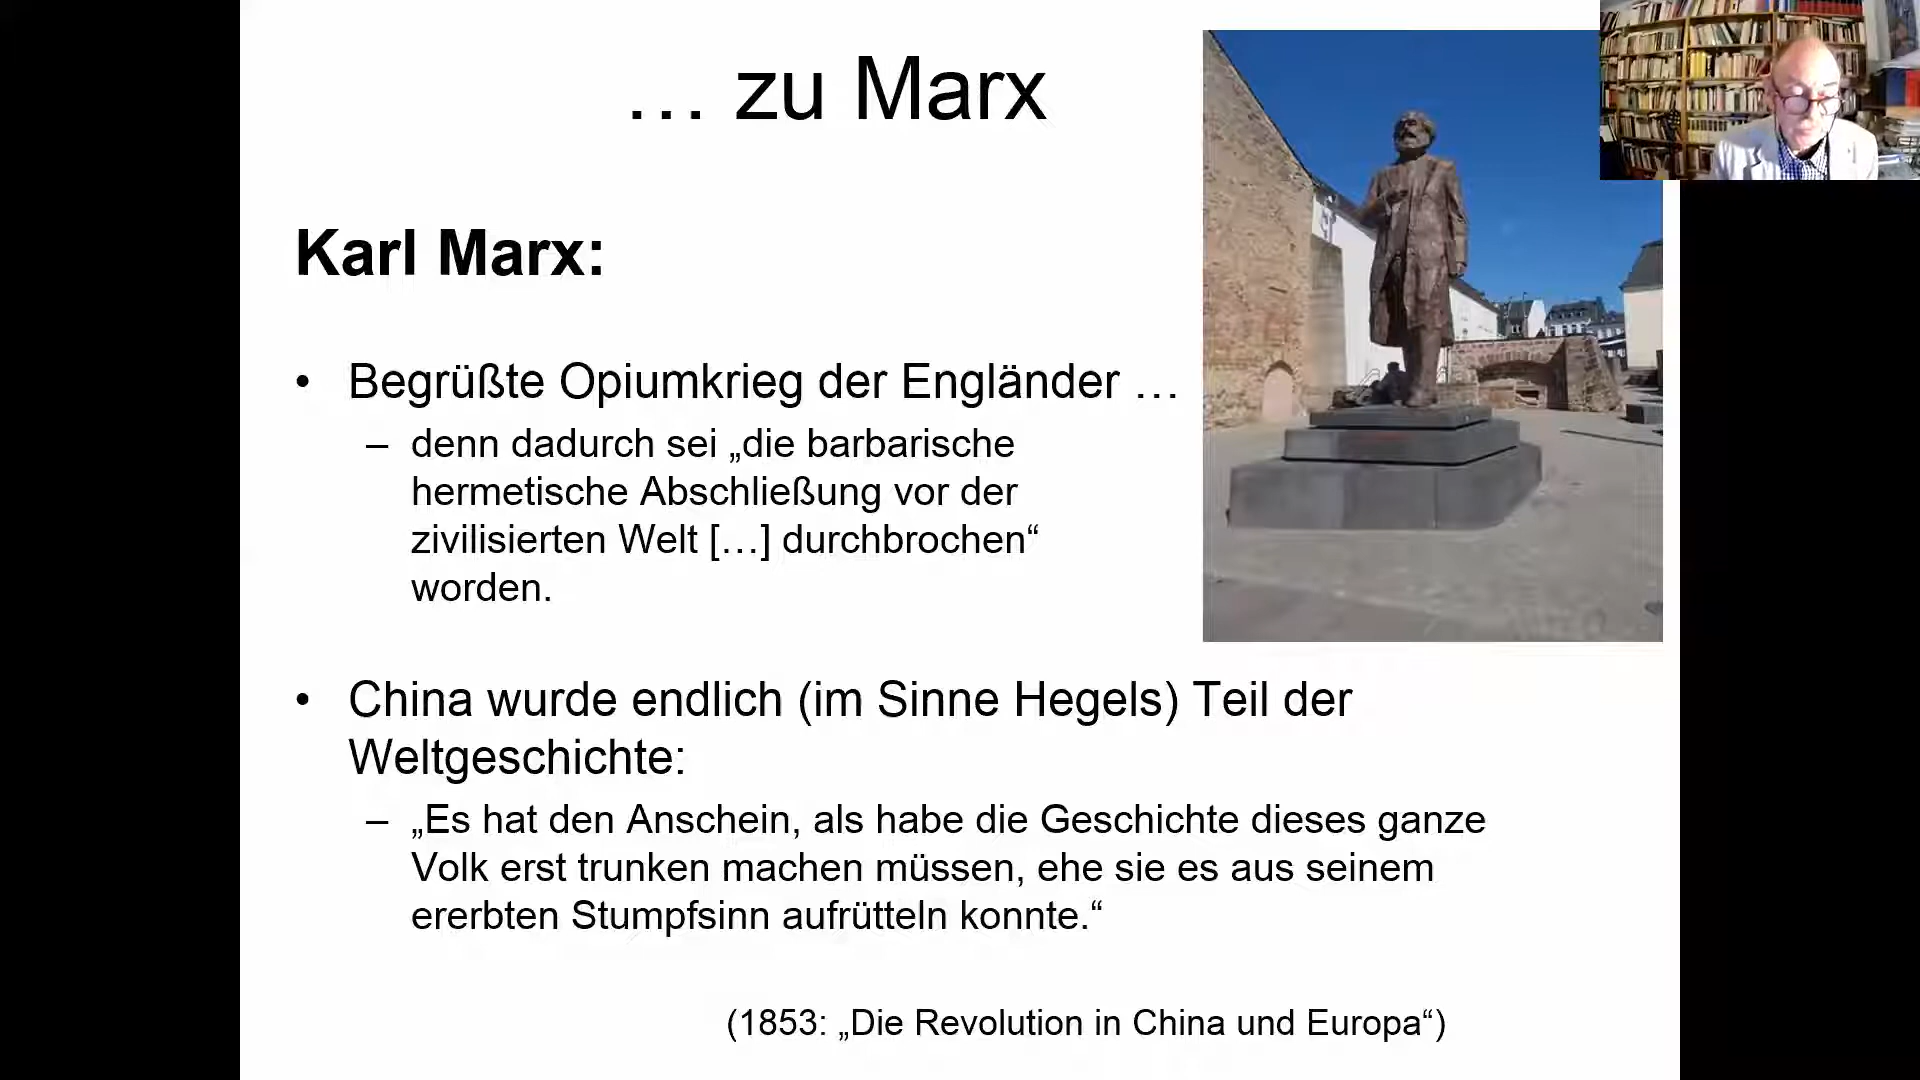 … zu Marx
Karl Marx:
• Begrüßte Opiumkrieg der Engländer …
– denn dadurch sei „die barbarische
hermetische Abschließung vor der
zivilisierten Welt […] durchbrochen“
worden.
• China wurde endlich (im Sinne Hegels) Teil der
Weltgeschichte:
– „Es hat den Anschein, als habe die Geschichte dieses ganze
Volk erst trunken machen müssen, ehe sie es aus seinem
ererbten Stumpfsinn aufrütteln konnte.“
(1853: „Die Revolution in China und Europa“)